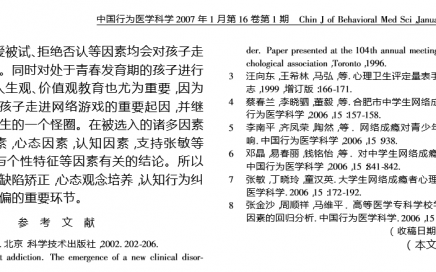 中国行为医学科学 2007 年 1 月第 16 卷第 1 期 Chin J of Behavioral Med Sci Janua
被试、拒绝否认等因素均会对孩子走
。同时对处于青春发育期的孩子进行
人生观、价值观教育也尤为重要,因为
孩子走进网络游戏的重要起因,并继
生的一个怪圈。在被选入的诸多因素
素,心态因素,认知因素,支持张敏等
与个性特征等因素有关的结论。所以
缺陷矫正,心态观念培养,认知行为纠
偏的重要环节。
参 考 文 献
. 北京:科学技术出版社,2002. 202-206.
t addiction. The emergence of a new clinical disor-
der. Paper presented at the 104th annual meeting
chological association,Toronto,1996.
3 汪向东,王希林,马弘,等. 心理卫生评定量表手
志,1999,增订版:166-171.
4 蔡春兰,李晓驷,董毅,等. 合肥市中学生网络成
行为医学科学,2006,15:157-158.
5 李南平,齐凤荣,陶然,等. 网络成瘾对青少年
响. 中国行为医学科学,2006,15:938.
6 邓晶,易春丽,钱铭怡,等. 对中学生网络成瘾
中国行为医学科学,2006,15:841-842.
7 张敏,丁晓玲,童汉英. 大学生网络成瘾者心理
医学科学,2006,15:172-192.
8 张金沙,周顺祥,马维平. 高等医学专科学校学
因素的回归分析. 中国行为医学科学,2006,15
(收稿日期
(本文